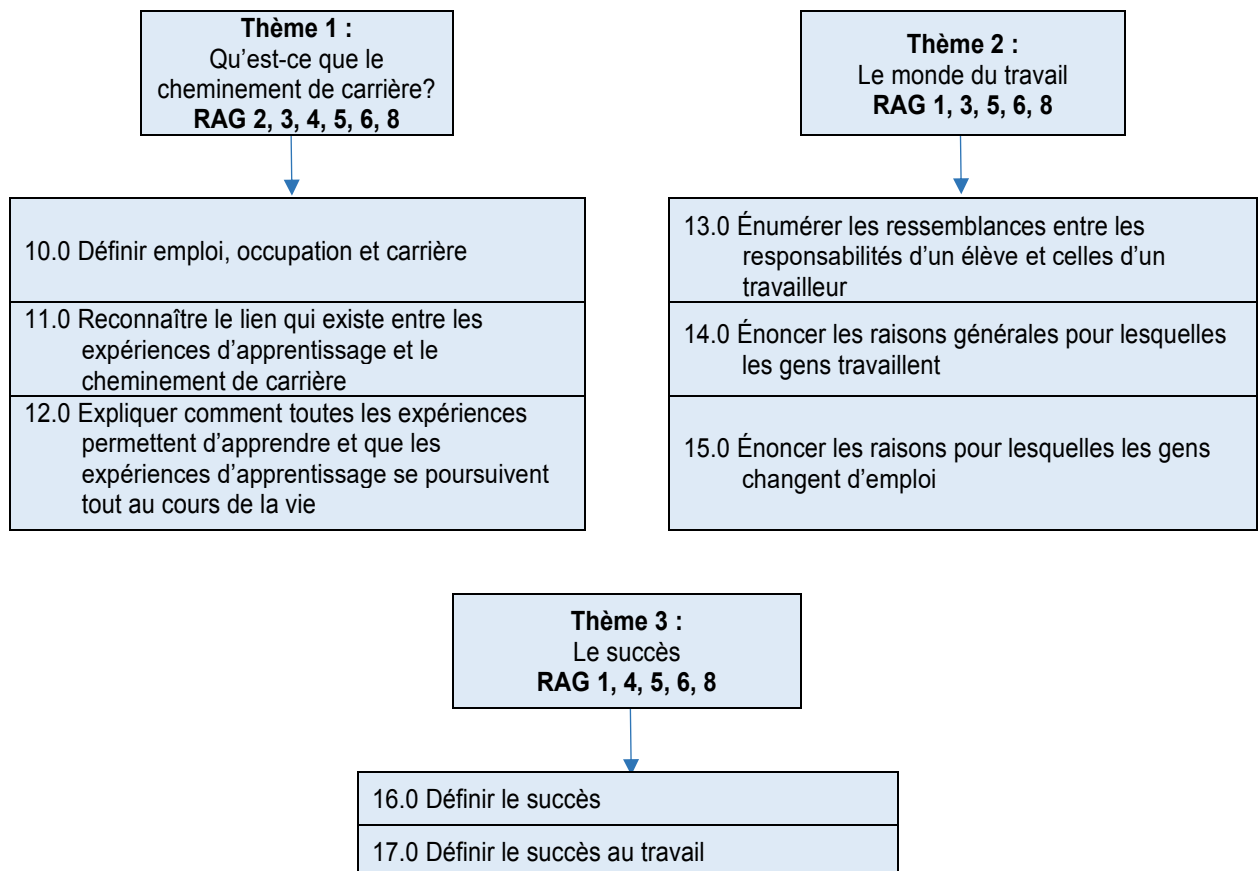 Thème 1 :
Qu'est-ce que le
cheminement de carrière?
RAG 2, 3, 4, 5, 6, 8
10.0 Définir emploi, occupation et carrière
11.0 Reconnaître le lien qui existe entre les
expériences d'apprentissage et le
cheminement de carrière
12.0 Expliquer comment toutes les expériences
permettent d'apprendre et que les
expériences d'apprentissage se poursuivent
tout au cours de la vie
Thème 2 :
Le monde du travail
RAG 1, 3, 5, 6, 8
13.0 Énumérer les ressemblances entre les
responsabilités d'un élève et celles d'un
travailleur
14.0 Énoncer les raisons générales pour lesquelles
les gens travaillent
15.0 Énoncer les raisons pour lesquelles les gens
changent d'emploi
Thème 3 :
Le succès
RAG 1, 4, 5, 6, 8
16.0 Définir le succès
17.0 Définir le succès au travail